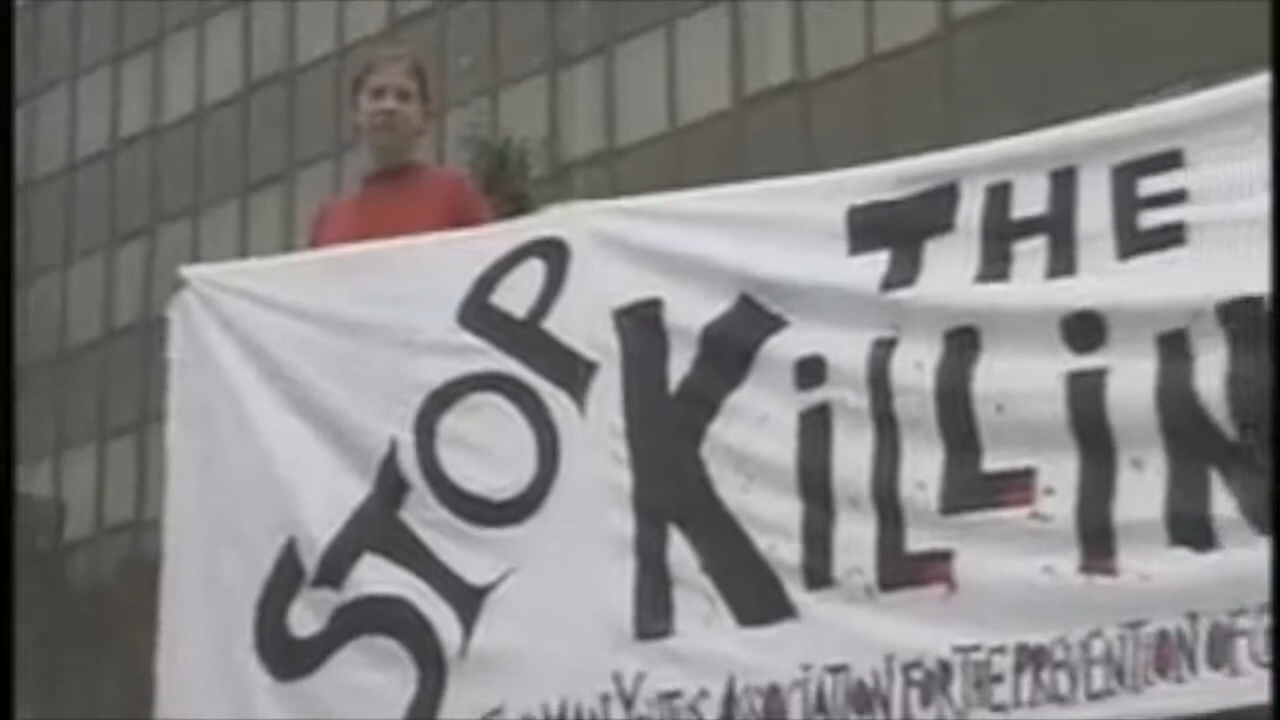 STOP
THE
KiLLiN
ASSOCIATION FOR THE PREVENTION OF